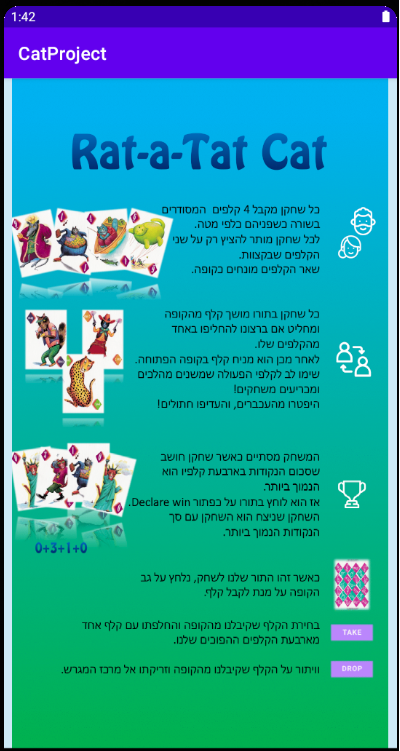 1:42
CatProject
Rat-a-Tat Cat
כל שחקן מקבל 4 קלפים המסודרים
בשורה כשפניהם כלפי מטה.
לכל שחקן מותר להציץ רק על שני
הקלפים שבקצוות.
שאר הקלפים מונחים בקופה.
כל שחקן בתורו מושך קלף מהקופה
ומחליט אם ברצונו להחליפו באחד
מהקלפים שלו.
לאחר מכן הוא מניח קלף בקופה הפתוחה.
שימו לב לקלפי הפעולה שמשנים מהלכים
ומכריעים משחקים!
היפטרו מהעכברים, והעדיפו חתולים!
המשחק מסתיים כאשר שחקן חושב
שסכום הנקודות בארבעת קלפיו הוא
הנמוך ביותר.
אז הוא לוחץ בתורו על כפתור Declare win.
השחקן שניצח הוא השחקן עם סך
הנקודות הנמוך ביותר.
0+3+1+0
כאשר זהו התור שלנו לשחק, נלחץ על גב
הקופה על מנת לקבל קלף.
בחירת הקלף שקיבלנו מהקופה והחלפתו עם קלף אחד
מארבעת הקלפים ההפוכים שלנו.
TAKE
וויתור על הקלף שקיבלנו מהקופה וזריקתו אל מרכז המגרש.
DROP